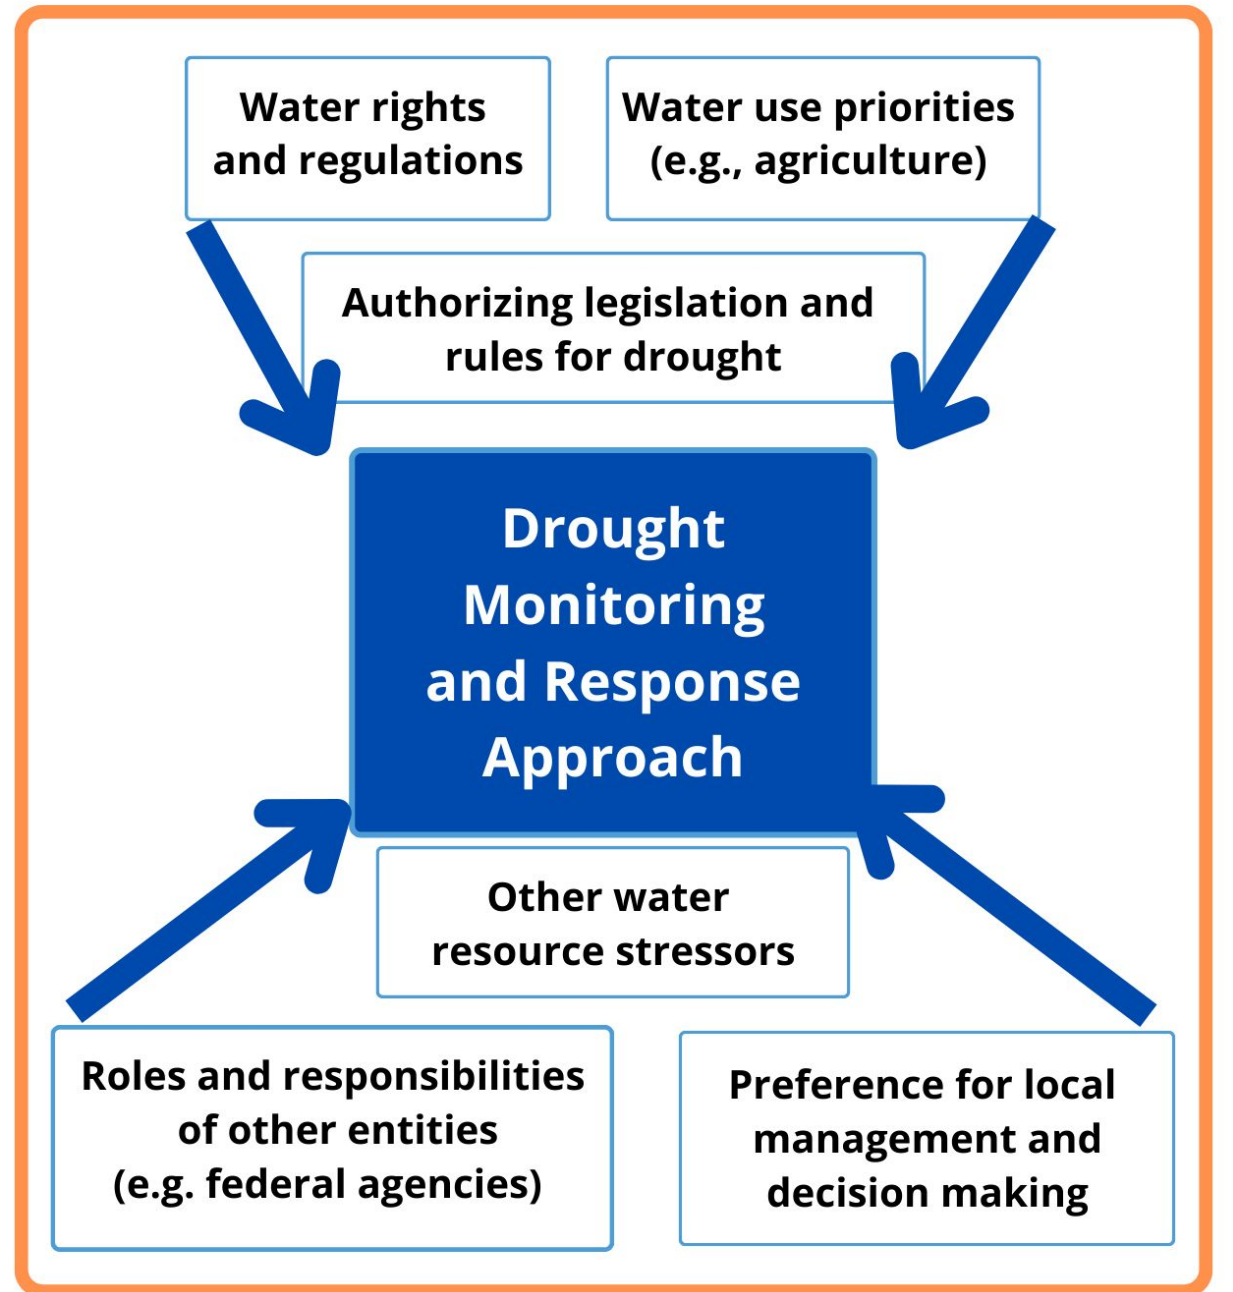 Water rights
and regulations
Water use priorities
(e.g., agriculture)
Authorizing legislation and
rules for drought
Drought
Monitoring
and Response
Approach
Other water
resource stressors
Roles and responsibilities
of other entities
(e.g. federal agencies)
Preference for local
management and
decision making